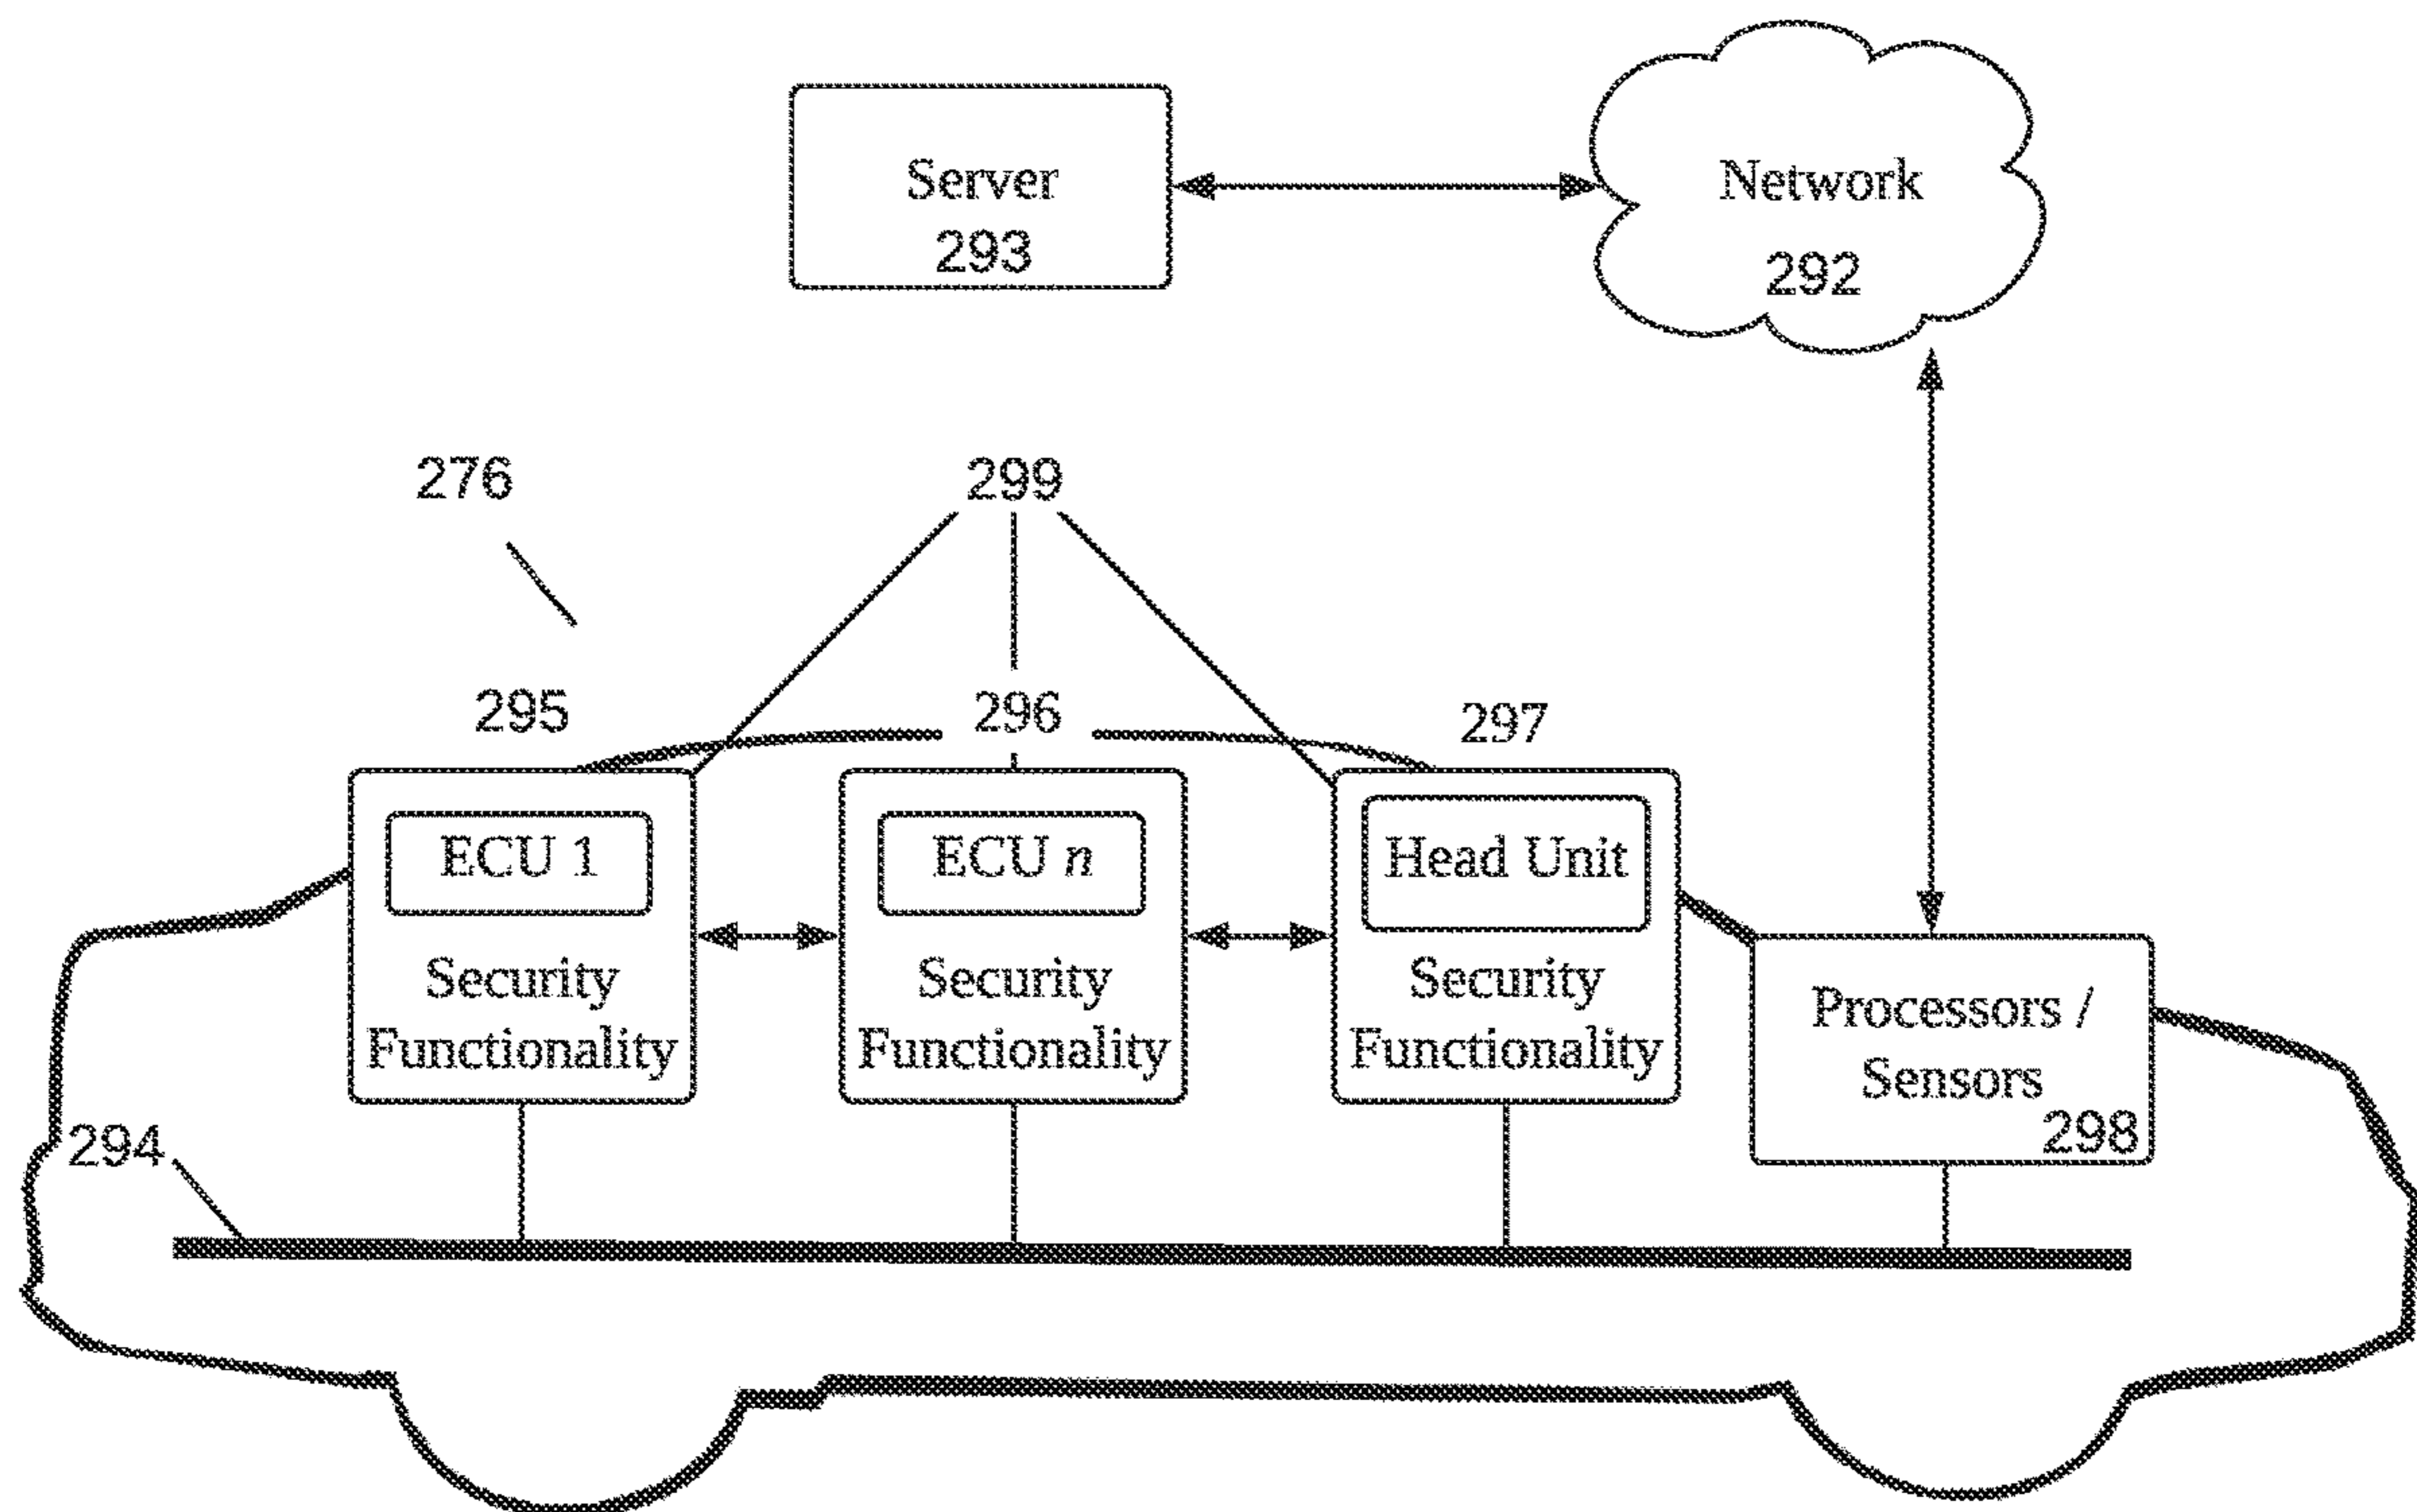 Server
293
Network
292
276
299
295
296
297
ECU 1
Security
Functionality
ECU n
Security
Functionality
Head Unit
Security
Functionality
Processors /
Sensors
298
294